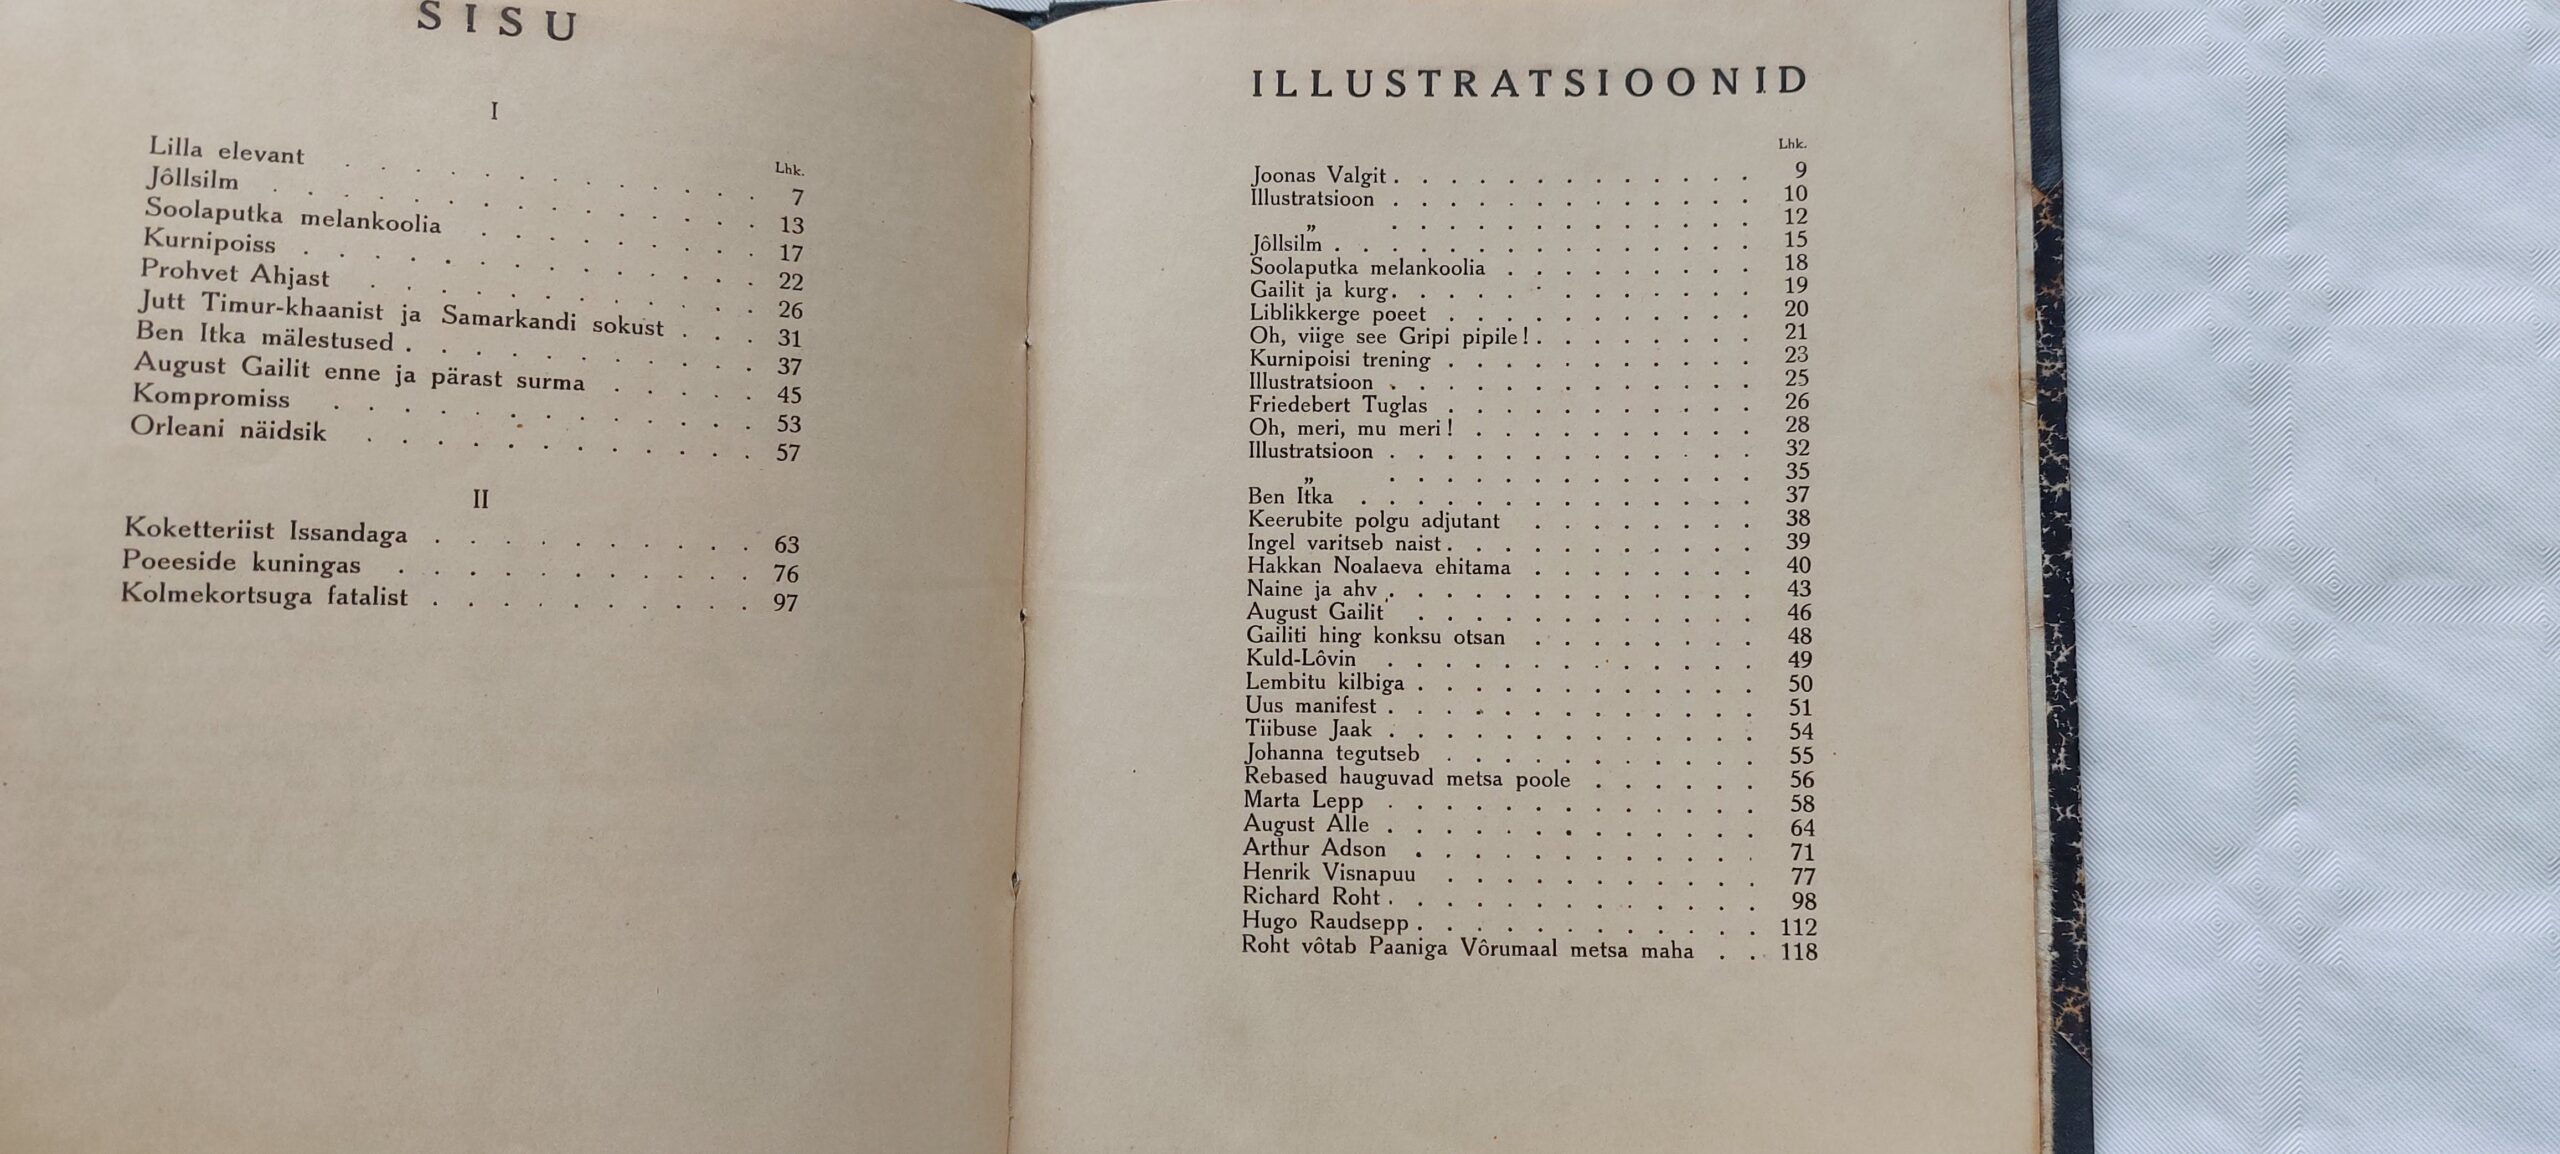 SISU
I
Lhk.
Lilla elevant . . . . . . . . . . . . 7
Jôllsilm . . . . . . . . . . . . . . 13
Soolaputka melankoolia . . . . . . . . 17
Kurnipoiss . . . . . . . . . . . . . 22
Prohvet Ahjast . . . . . . . . . . . 26
Jutt Timur-khaanist ja Samarkandi sokust . . . 31
Ben Itka mälestused . . . . . . . . . . 37
August Gailit enne ja pärast surma . . . . . 45
Kompromiss . . . . . . . . . . . . 53
Orleani näidsik . . . . . . . . . . . 57
II
Koketteriist Issandaga . . . . . . . . . 63
Poeeside kuningas . . . . . . . . . . 76
Kolmekortsuga fatalist . . . . . . . . . 97
ILLUSTRATSIOONID
Lhk.
Joonas Valgit . . . . . . . . . . . . . 9
Illustratsioon . . . . . . . . . . . . . 10
„ . . . . . . . . . . . . . 12
Jôllsilm . . . . . . . . . . . . . . . 15
Soolaputka melankoolia . . . . . . . . . 18
Gailit ja kurg . . . . . . . . . . . . . 19
Liblikkerge poeet . . . . . . . . . . . 20
Oh, viige see Gripi pipile! . . . . . . . . 21
Kurnipoisi trening . . . . . . . . . . . 23
Illustratsioon . . . . . . . . . . . . . 25
Friedebert Tuglas . . . . . . . . . . . 26
Oh, meri, mu meri! . . . . . . . . . . 28
Illustratsioon . . . . . . . . . . . . . 32
„ . . . . . . . . . . . . . 35
Ben Itka . . . . . . . . . . . . . . 37
Keerubite polgu adjutant . . . . . . . . 38
Ingel varitseb naist . . . . . . . . . . . 39
Hakkan Noalaeva ehitama . . . . . . . . 40
Naine ja ahv . . . . . . . . . . . . . 43
August Gailit . . . . . . . . . . . . 46
Gailiti hing konksu otsan . . . . . . . . 48
Kuld-Lôvin . . . . . . . . . . . . . 49
Lembitu kilbiga . . . . . . . . . . . . 50
Uus manifest . . . . . . . . . . . . . 51
Tiibuse Jaak . . . . . . . . . . . . . 54
Johanna tegutseb . . . . . . . . . . . 55
Rebased hauguvad metsa poole . . . . . . 56
Marta Lepp . . . . . . . . . . . . . 58
August Alle . . . . . . . . . . . . . 64
Arthur Adson . . . . . . . . . . . . 71
Henrik Visnapuu . . . . . . . . . . . 77
Richard Roht . . . . . . . . . . . . . 98
Hugo Raudsepp . . . . . . . . . . . . 112
Roht vôtab Paaniga Vôrumaal metsa maha . . 118